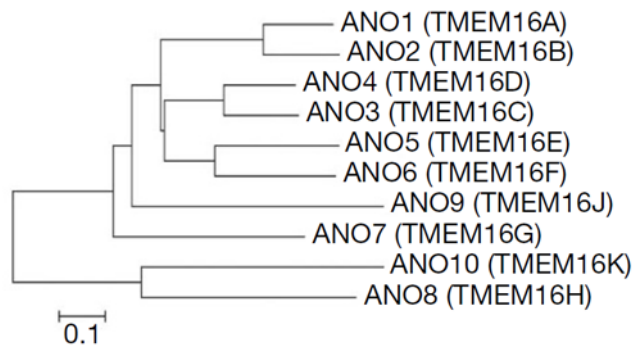 ANO1 (TMEM16A)
ANO2 (TMEM16B)
ANO4 (TMEM16D)
ANO3 (TMEM16C)
ANO5 (TMEM16E)
ANO6 (TMEM16F)
ANO9 (TMEM16J)
ANO7 (TMEM16G)
ANO10 (TMEM16K)
ANO8 (TMEM16H)
0.1